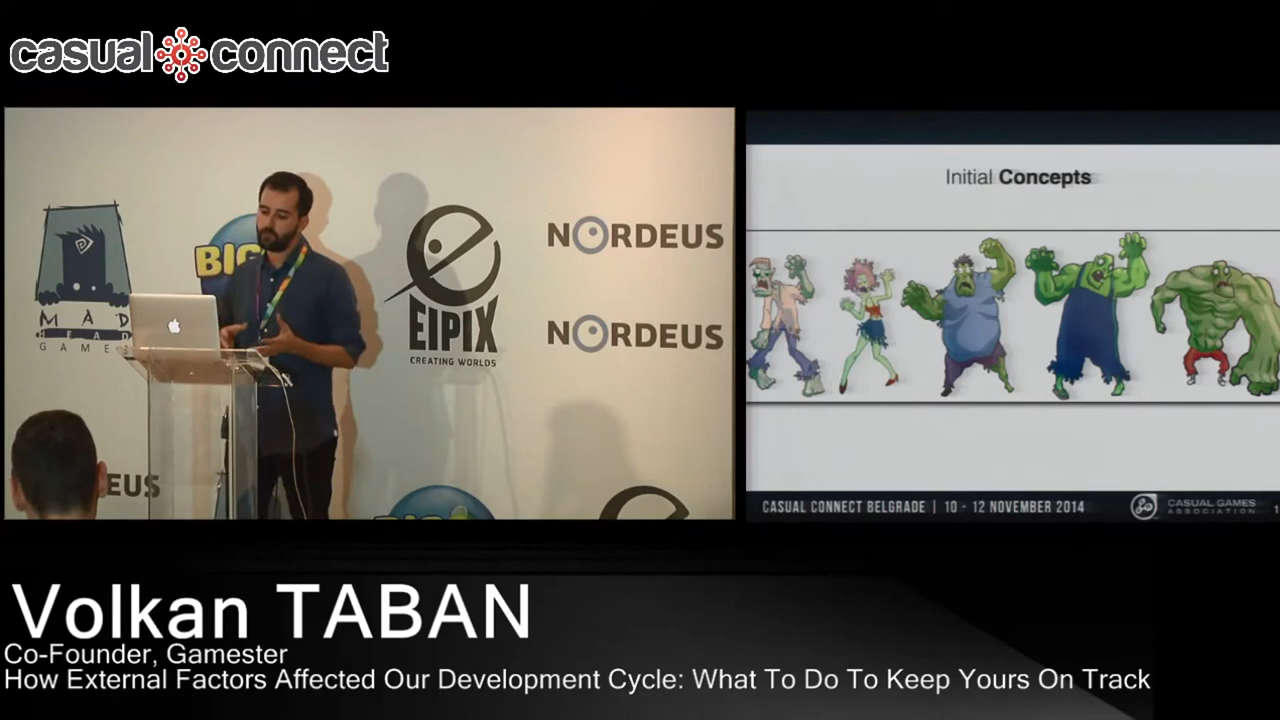 casual connect
MAD
HEAD
GAMES
BIG
EIPIX
CREATING WORLDS
NORDEUS
NORDEUS
EUS
BIG
Initial Concepts
CASUAL CONNECT BELGRADE | 10 - 12 NOVEMBER 2014
CASUAL GAMES
ASSOCIATION
Volkan TABAN
Co-Founder, Gamester
How External Factors Affected Our Development Cycle: What To Do To Keep Yours On Track